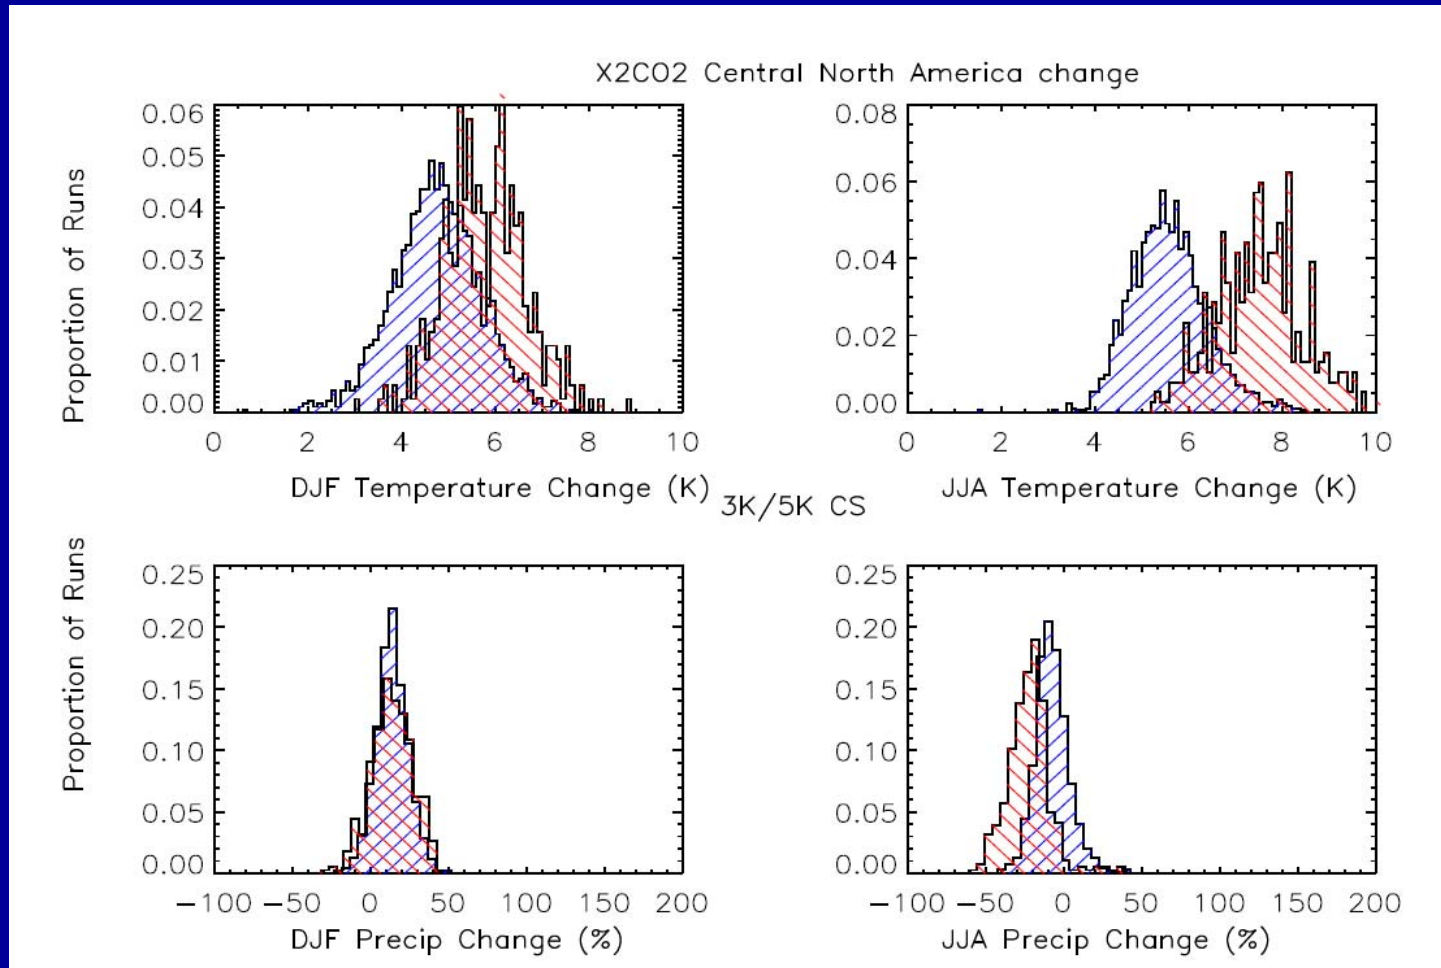 X2CO2 Central North America change
Proportion of Runs
0.06
0.05
0.04
0.03
0.02
0.01
0.00
0 2 4 6 8 10
DJF Temperature Change (K)
0.08
0.06
0.04
0.02
0.00
0 2 4 6 8 10
JJA Temperature Change (K)
3K/5K CS
Proportion of Runs
0.25
0.20
0.15
0.10
0.05
0.00
−100 −50 0 50 100 150 200
DJF Precip Change (%)
0.25
0.20
0.15
0.10
0.05
0.00
−100 −50 0 50 100 150 200
JJA Precip Change (%)